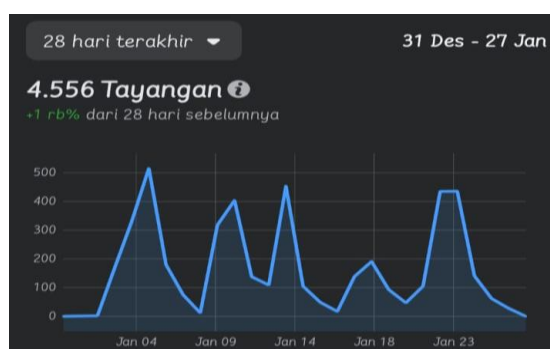 28 hari terakhir
31 Des - 27 Jan
4.556 Tayangan
+1 rb% dari 28 hari sebelumnya
500
400
300
200
100
0
Jan 04 Jan 09 Jan 14 Jan 18 Jan 23